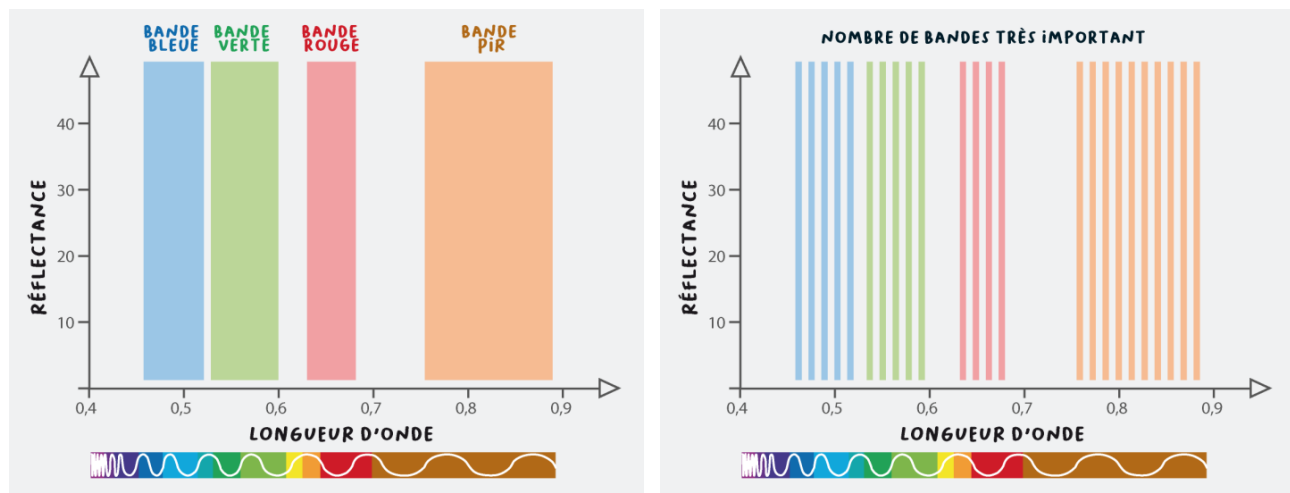 BANDE
BLEUE
BANDE
VERTE
BANDE
ROUGE
BANDE
PIR
40
30
20
10
RÉFLECTANCE
0,4
0,5
0,6
0,7
0,8
0,9
LONGUEUR D'ONDE
NOMBRE DE BANDES TRÈS IMPORTANT
40
30
20
10
RÉFLECTANCE
0,4
0,5
0,6
0,7
0,8
0,9
LONGUEUR D'ONDE